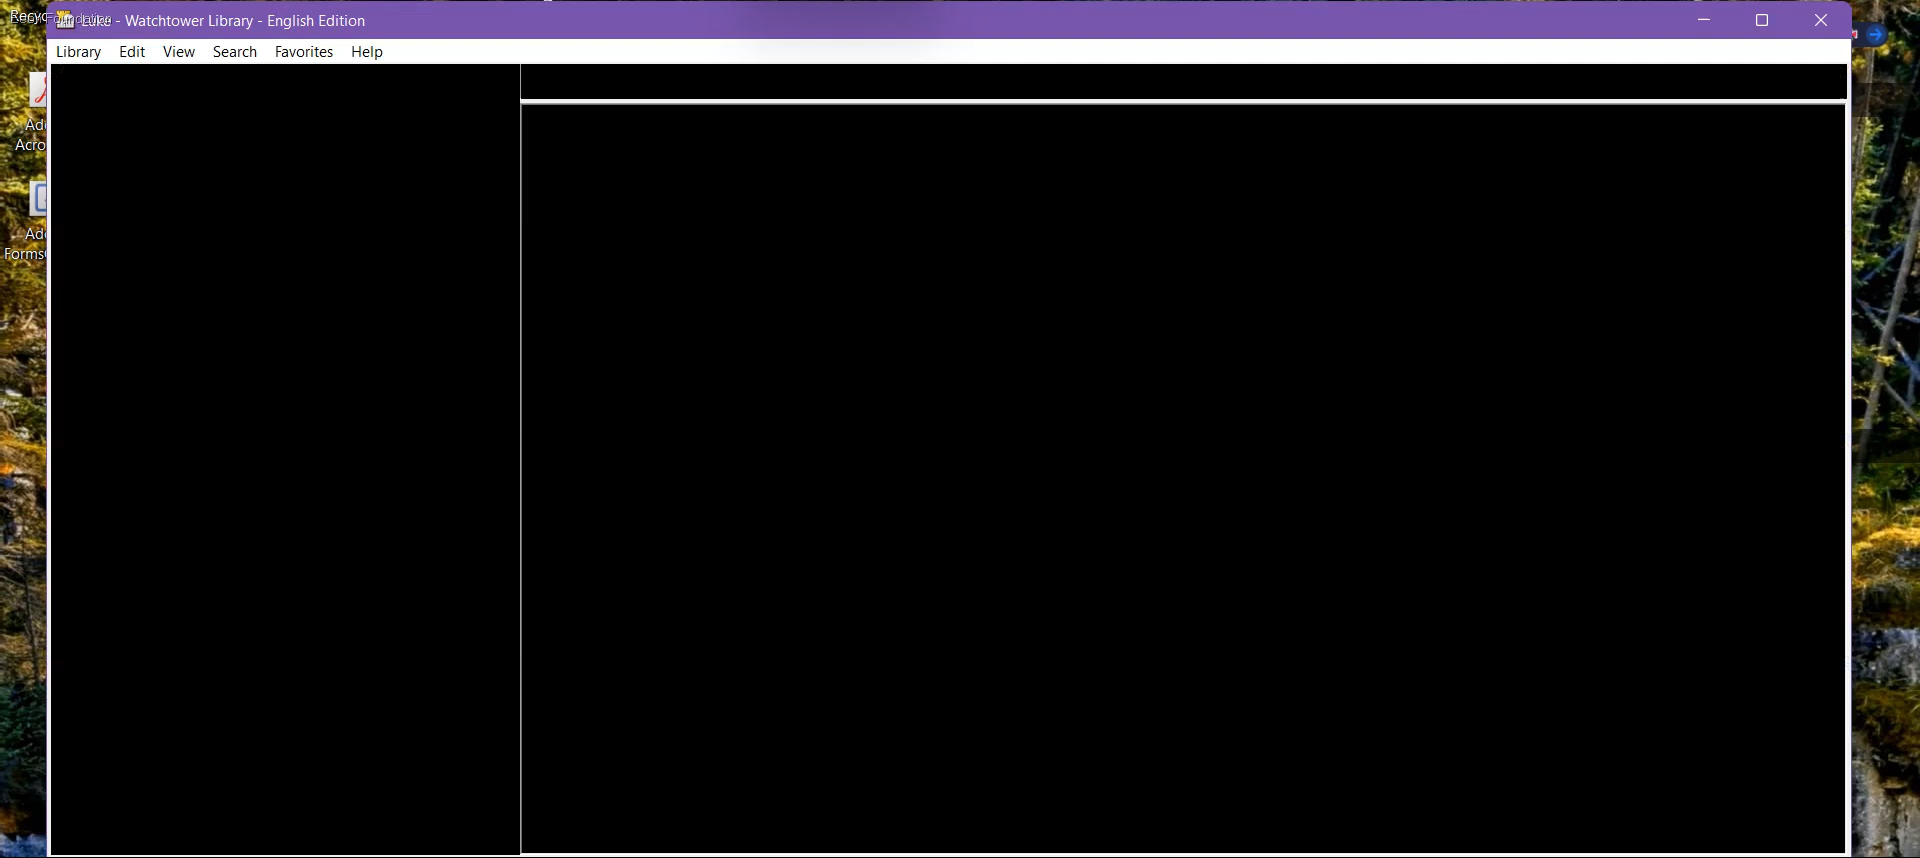 Luke - Watchtower Library - English Edition
Library Edit View Search Favorites Help